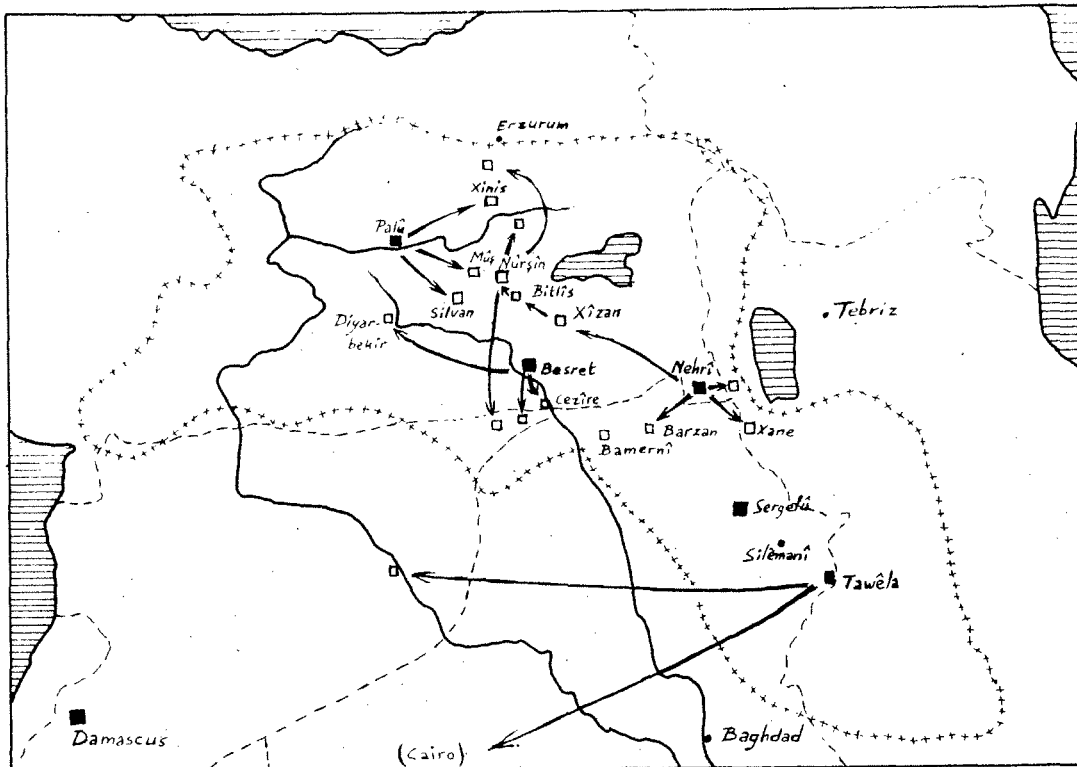 Erzurum
Xinis
Palû
Mûş
Nûrşîn
Bitlîs
Silvan
Xîzan
Tebriz
Diyar-
bekir
Besret
Nehrî
Cezîre
Barzan
Xane
Bamernî
Sergelû
Silêmanî
Tawêla
Damascus
(Cairo)
Baghdad